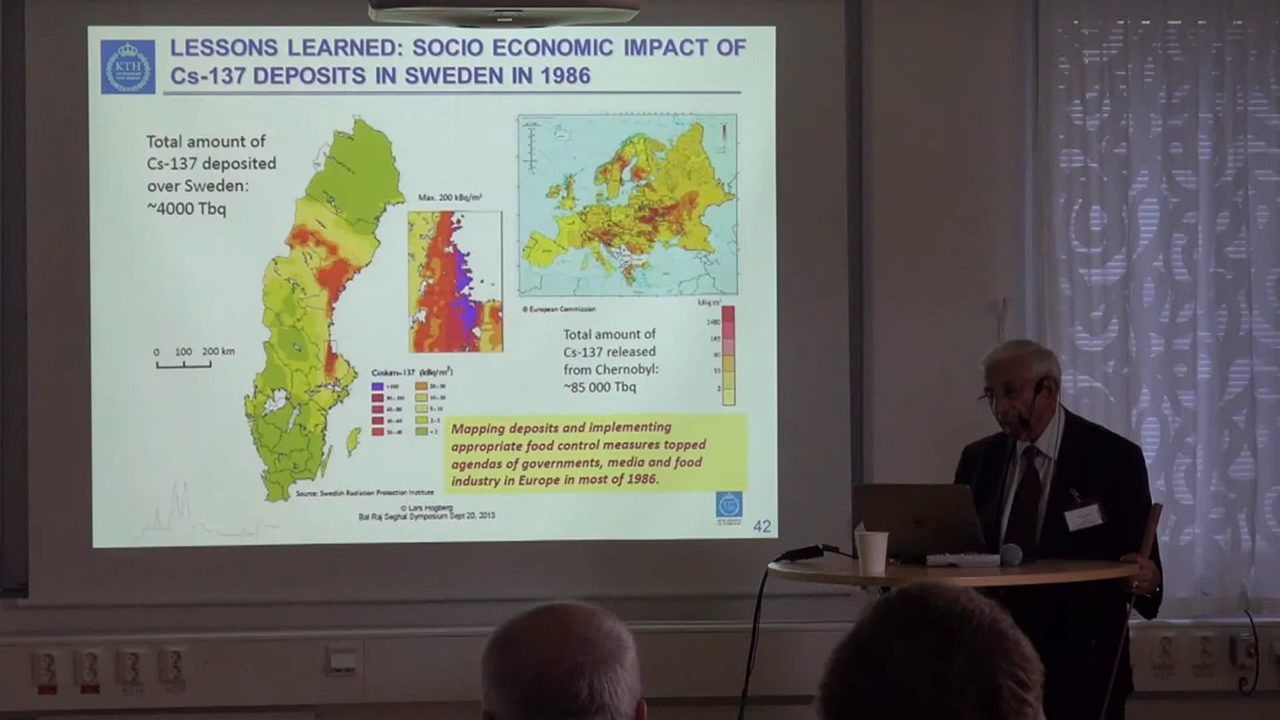 LESSONS LEARNED: SOCIO ECONOMIC IMPACT OF
Cs-137 DEPOSITS IN SWEDEN IN 1986
KTH
Total amount of
Cs-137 deposited
over Sweden:
~4000 Tbq
Max. 200 kBq/m²
0 100 200 km
© European Commission
kBq/m²
Total amount of
Cs-137 released
from Chernobyl:
~85 000 Tbq
Cesium-137 (kBq/m²)
Mapping deposits and implementing
appropriate food control measures topped
agendas of governments, media and food
industry in Europe in most of 1986.
Source: Swedish Radiation Protection Institute
© Lars Hogberg
Bal Raj Seghal Symposium Sept 20, 2013
42